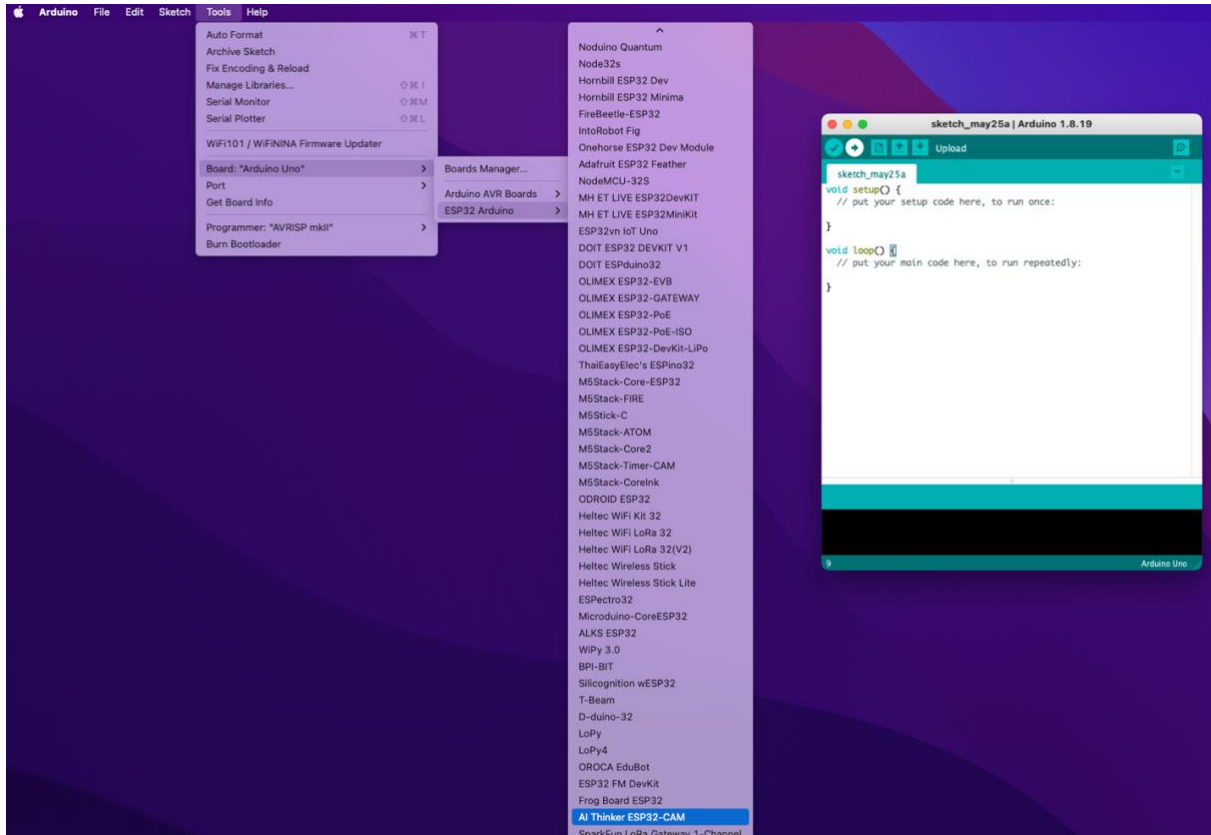 Arduino File Edit Sketch Tools Help
Auto Format ⌘ T
Archive Sketch
Fix Encoding & Reload
Manage Libraries... ⇧ ⌘ I
Serial Monitor ⇧ ⌘ M
Serial Plotter ⇧ ⌘ L
WiFi101 / WiFiNINA Firmware Updater
Board: "Arduino Uno"
Port
Get Board Info
Programmer: "AVRISP mkII"
Burn Bootloader
Boards Manager...
Arduino AVR Boards
ESP32 Arduino
Noduino Quantum
Node32s
Hornbill ESP32 Dev
Hornbill ESP32 Minima
FireBeetle-ESP32
IntoRobot Fig
Onehorse ESP32 Dev Module
Adafruit ESP32 Feather
NodeMCU-32S
MH ET LIVE ESP32DevKIT
MH ET LIVE ESP32MiniKit
ESP32vn IoT Uno
DOIT ESP32 DEVKIT V1
DOIT ESPduino32
OLIMEX ESP32-EVB
OLIMEX ESP32-GATEWAY
OLIMEX ESP32-PoE
OLIMEX ESP32-PoE-ISO
OLIMEX ESP32-DevKit-LiPo
ThaiEasyElec's ESPino32
M5Stack-Core-ESP32
M5Stack-FIRE
M5Stick-C
M5Stack-ATOM
M5Stack-Core2
M5Stack-Timer-CAM
M5Stack-CoreInk
ODROID ESP32
Heltec WiFi Kit 32
Heltec WiFi LoRa 32
Heltec WiFi LoRa 32(V2)
Heltec Wireless Stick
Heltec Wireless Stick Lite
ESPectro32
Microduino-CoreESP32
ALKS ESP32
WiPy 3.0
BPI-BIT
Silicognition wESP32
T-Beam
D-duino-32
LoPy
LoPy4
OROCA EduBot
ESP32 FM DevKit
Frog Board ESP32
AI Thinker ESP32-CAM
SparkFun LoRa Gateway 1-Channel
sketch_may25a | Arduino 1.8.19
Upload
sketch_may25a
void setup() {
// put your setup code here, to run once:
}
void loop() {
// put your main code here, to run repeatedly:
}
9 Arduino Uno